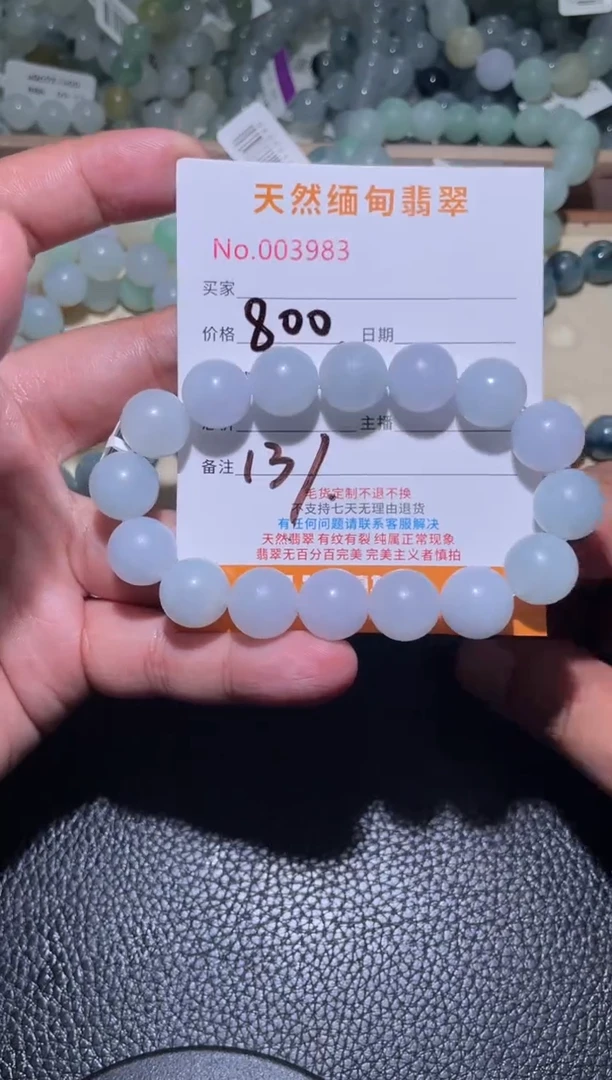 天然缅甸翡翠
No.003983
买家
价格 800 日期
主播
备注 13/
毛货定制不退不换
不支持七天无理由退货
有任何问题请联系客服解决
天然翡翠 有纹有裂 纯属正常现象
翡翠无百分百完美 完美主义者慎拍